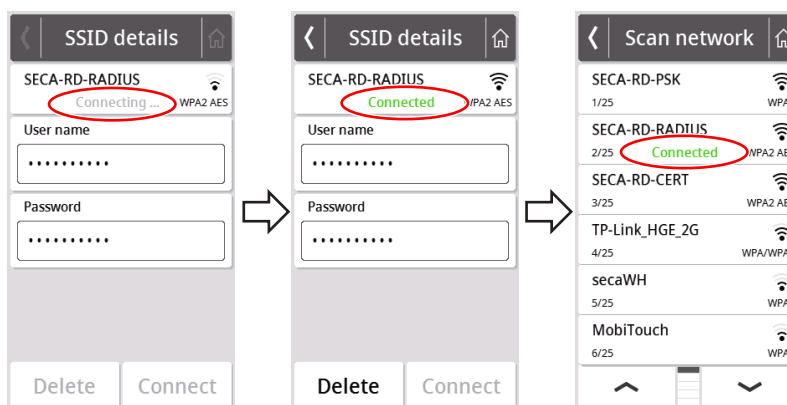 SSID details
SECA-RD-RADIUS
Connecting ...
WPA2 AES
User name
..........
Password
..........
Delete
Connect
SSID details
SECA-RD-RADIUS
Connected
WPA2 AES
User name
..........
Password
..........
Delete
Connect
Scan network
SECA-RD-PSK
1/25
WPA
SECA-RD-RADIUS
2/25
Connected
WPA2 AE
SECA-RD-CERT
3/25
WPA2 AE
TP-Link_HGE_2G
4/25
WPA/WPA
secaWH
5/25
WPA
MobiTouch
6/25
WPA